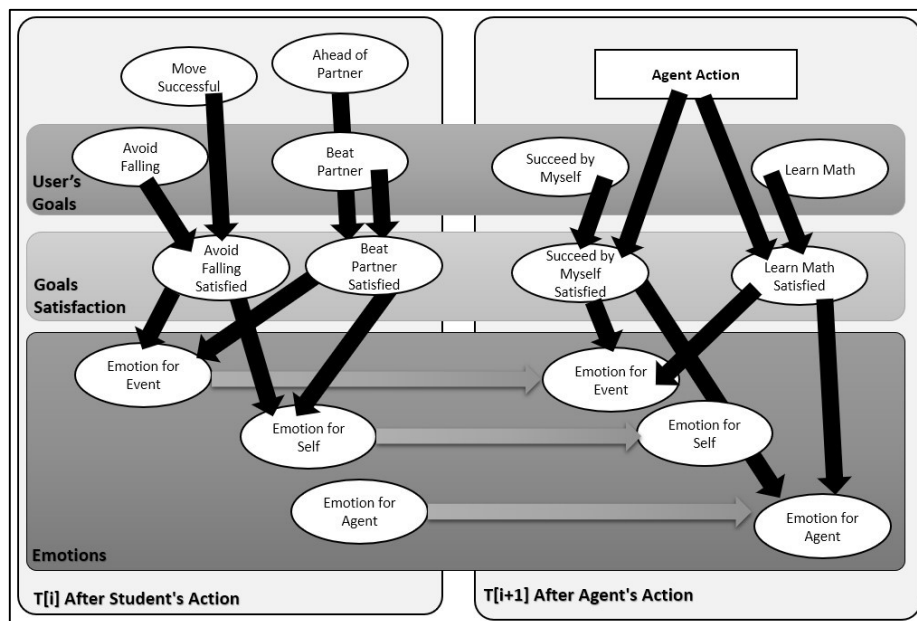 Move
Successful
Ahead of
Partner
Agent Action
User's
Goals
Avoid
Falling
Beat
Partner
Succeed by
Myself
Learn Math
Goals
Satisfaction
Avoid
Falling
Satisfied
Beat
Partner
Satisfied
Succeed by
Myself
Satisfied
Learn Math
Satisfied
Emotion for
Event
Emotion for
Event
Emotion for
Self
Emotion for
Self
Emotion for
Agent
Emotion for
Agent
Emotions
T[i] After Student's Action
T[i+1] After Agent's Action